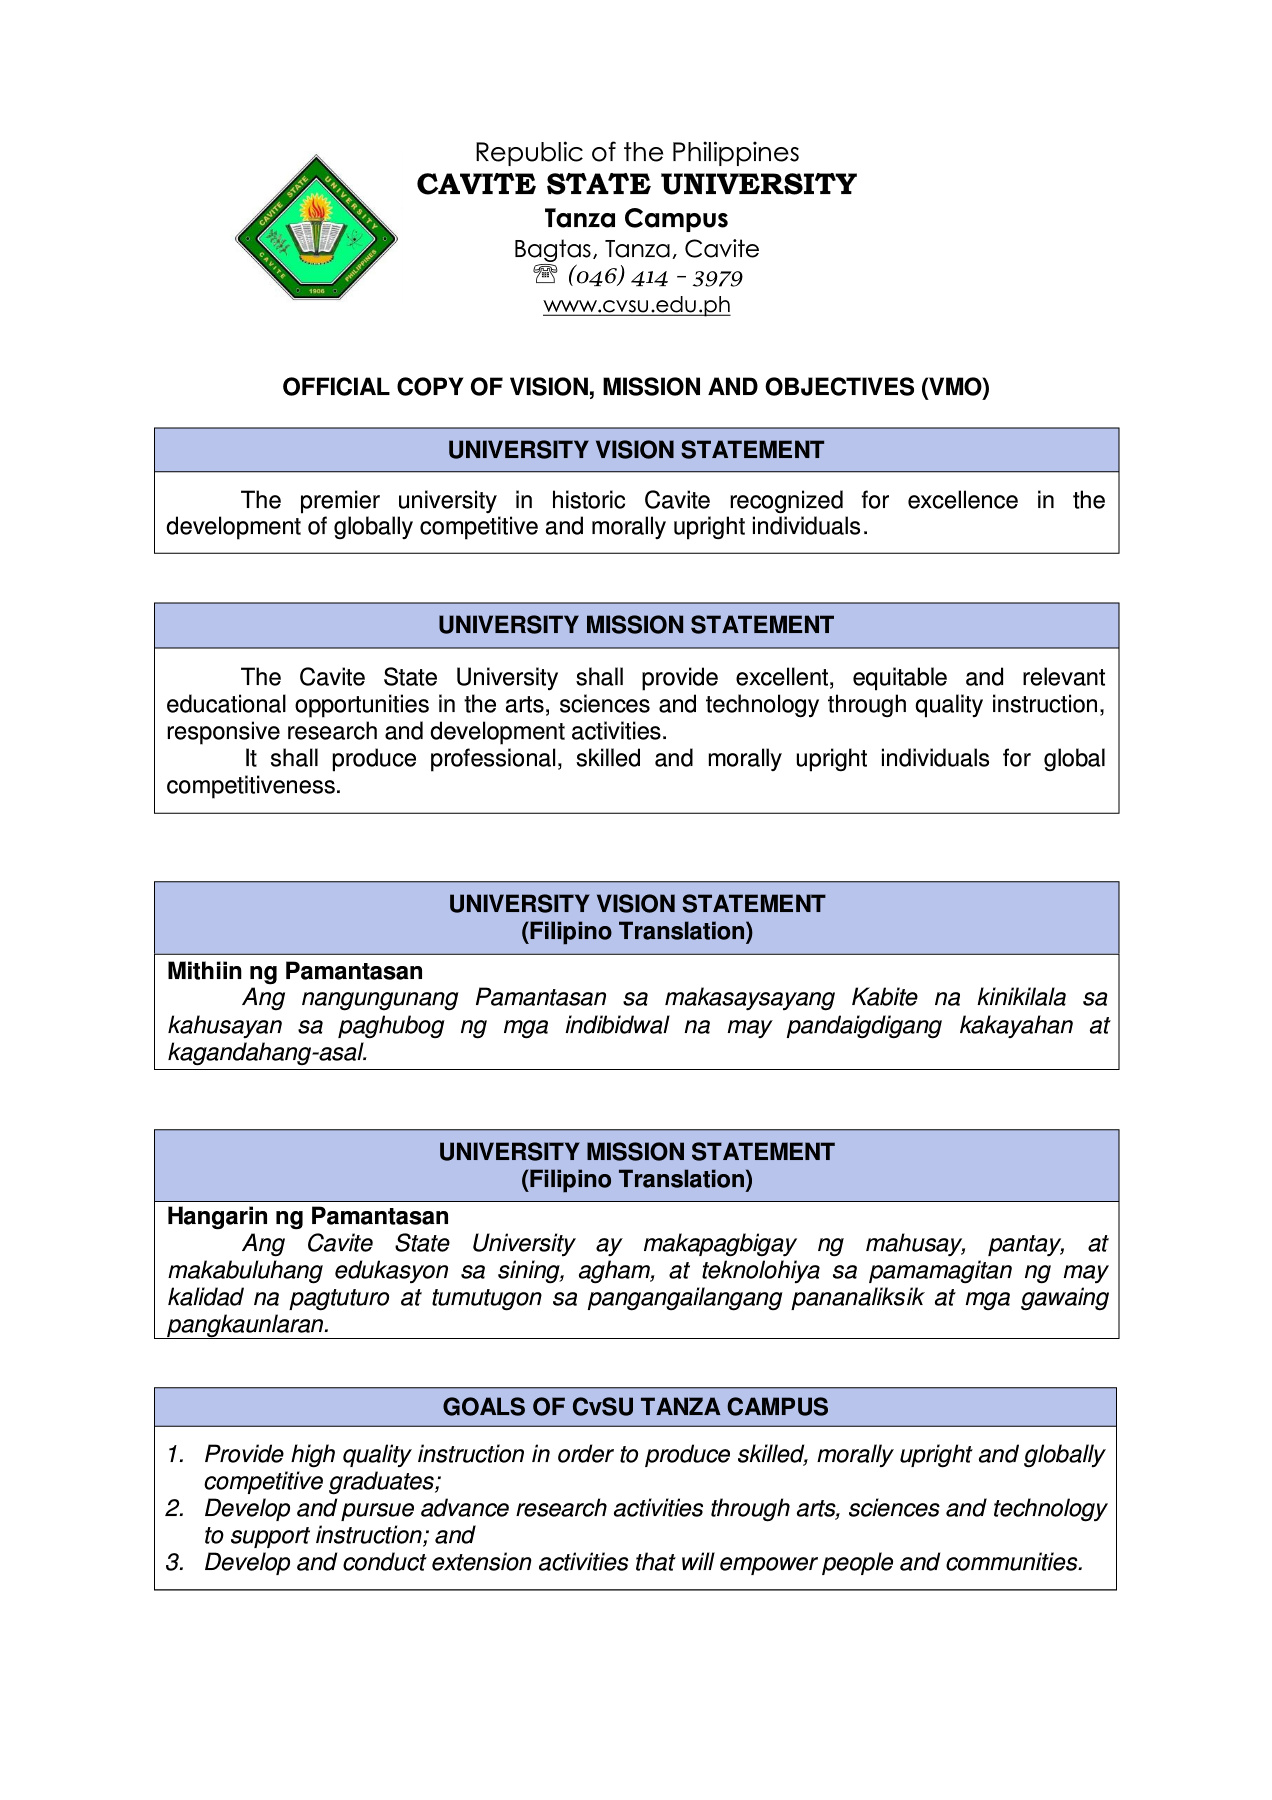 Republic of the Philippines
CAVITE STATE UNIVERSITY
Tanza Campus
Bagtas, Tanza, Cavite
☏ (046) 414 – 3979
www.cvsu.edu.ph
CAVITE STATE UNIVERSITY
CAVITE PHILIPPINES
1906
OFFICIAL COPY OF VISION, MISSION AND OBJECTIVES (VMO)
UNIVERSITY VISION STATEMENT
The premier university in historic Cavite recognized for excellence in the
development of globally competitive and morally upright individuals.
UNIVERSITY MISSION STATEMENT
The Cavite State University shall provide excellent, equitable and relevant
educational opportunities in the arts, sciences and technology through quality instruction,
responsive research and development activities.
It shall produce professional, skilled and morally upright individuals for global
competitiveness.
UNIVERSITY VISION STATEMENT
(Filipino Translation)
Mithiin ng Pamantasan
Ang nangungunang Pamantasan sa makasaysayang Kabite na kinikilala sa
kahusayan sa paghubog ng mga indibidwal na may pandaigdigang kakayahan at
kagandahang-asal.
UNIVERSITY MISSION STATEMENT
(Filipino Translation)
Hangarin ng Pamantasan
Ang Cavite State University ay makapagbigay ng mahusay, pantay, at
makabuluhang edukasyon sa sining, agham, at teknolohiya sa pamamagitan ng may
kalidad na pagtuturo at tumutugon sa pangangailangang pananaliksik at mga gawaing
pangkaunlaran.
GOALS OF CvSU TANZA CAMPUS
1. Provide high quality instruction in order to produce skilled, morally upright and globally
competitive graduates;
2. Develop and pursue advance research activities through arts, sciences and technology
to support instruction; and
3. Develop and conduct extension activities that will empower people and communities.